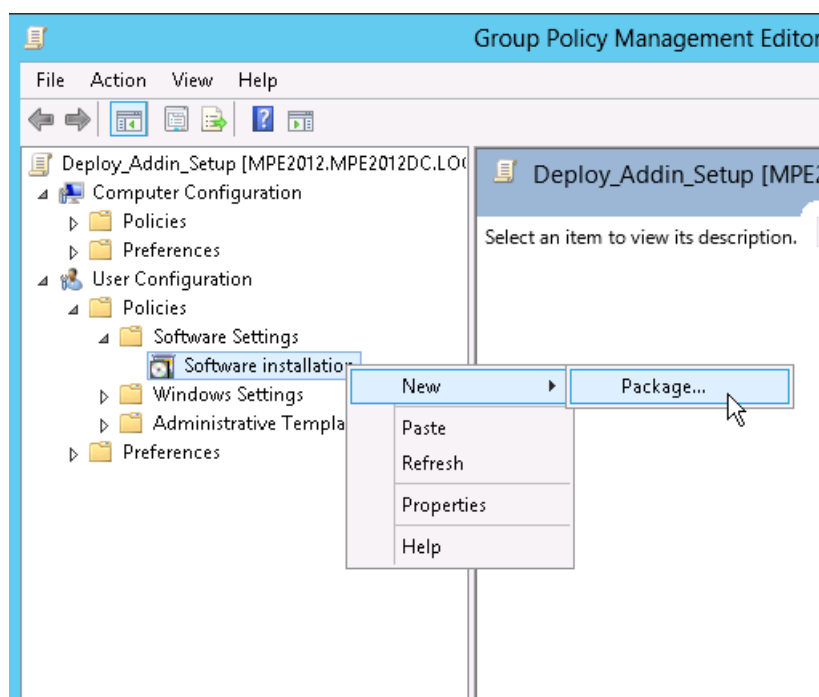 Group Policy Management Editor
File Action View Help
Deploy_Addin_Setup [MPE2012.MPE2012DC.LO
Computer Configuration
Policies
Preferences
User Configuration
Policies
Software Settings
Software installation
Windows Settings
Administrative Templa
Preferences
Deploy_Addin_Setup [MPE2
Select an item to view its description.
New
Package...
Paste
Refresh
Properties
Help